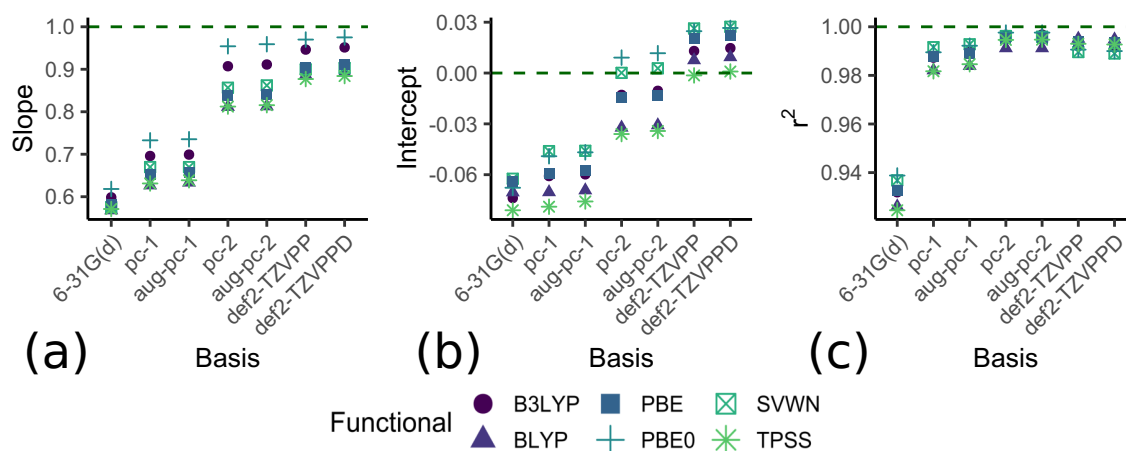 1.0
0.9
0.8
0.7
0.6
Slope
6-31G(d)
pc-1
aug-pc-1
pc-2
aug-pc-2
def2-TZVPP
def2-TZVPPD
Basis
(a)
0.03
0.00
-0.03
-0.06
Intercept
6-31G(d)
pc-1
aug-pc-1
pc-2
aug-pc-2
def2-TZVPP
def2-TZVPPD
Basis
(b)
1.00
0.98
0.96
0.94
r²
6-31G(d)
pc-1
aug-pc-1
pc-2
aug-pc-2
def2-TZVPP
def2-TZVPPD
Basis
(c)
Functional
B3LYP PBE SVWN
BLYP PBE0 TPSS